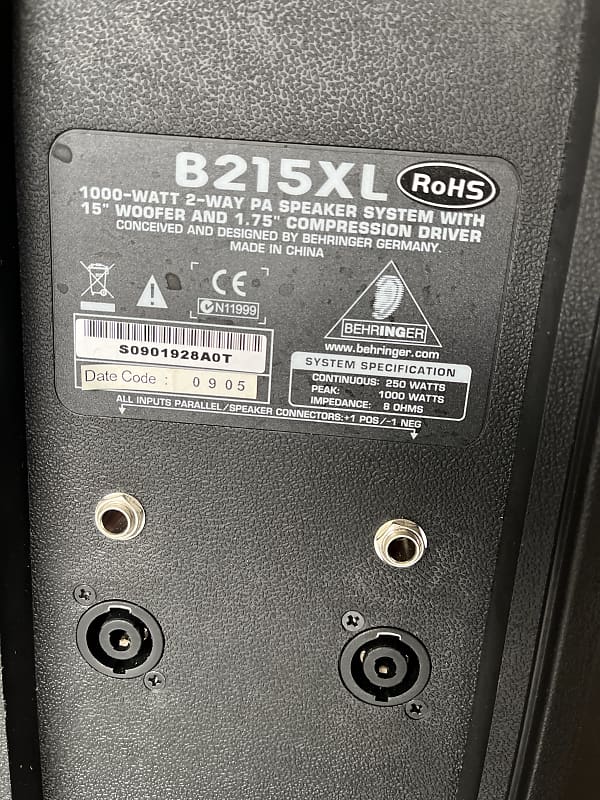 B215XL
RoHS
1000-WATT 2-WAY PA SPEAKER SYSTEM WITH
15" WOOFER AND 1.75" COMPRESSION DRIVER
CONCEIVED AND DESIGNED BY BEHRINGER GERMANY.
MADE IN CHINA
CE
N11999
BEHRINGER
www.behringer.com
S0901928A0T
Date Code : 0905
SYSTEM SPECIFICATION
CONTINUOUS: 250 WATTS
PEAK: 1000 WATTS
IMPEDANCE: 8 OHMS
ALL INPUTS PARALLEL/SPEAKER CONNECTORS:+1 POS/-1 NEG